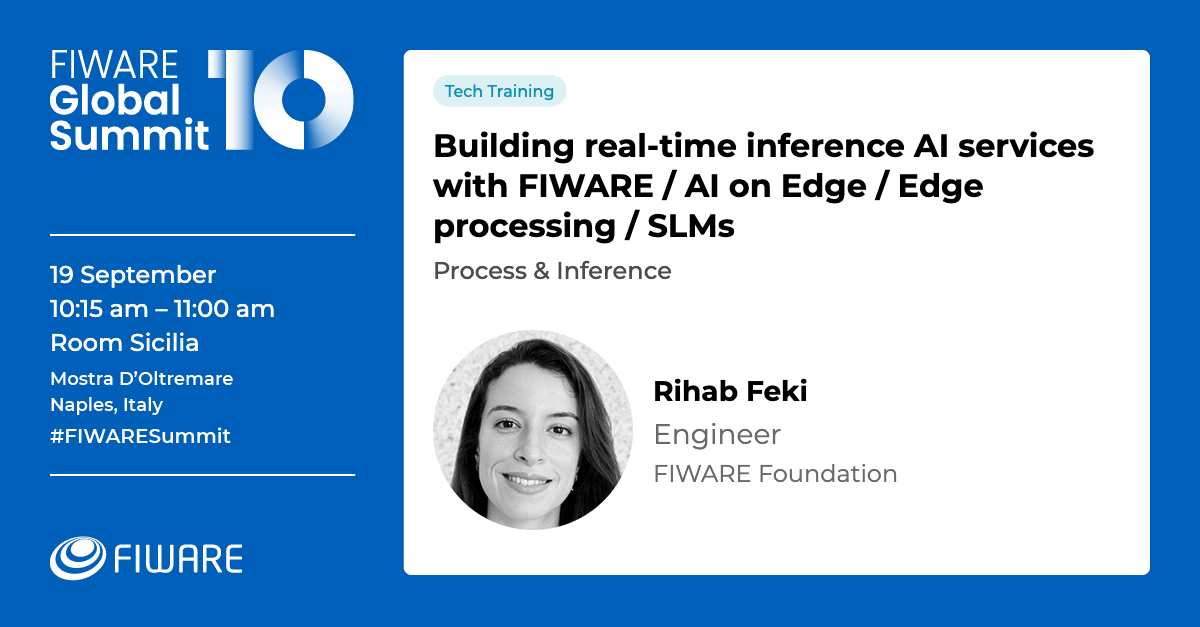 FIWARE
Global
Summit
10
19 September
10:15 am – 11:00 am
Room Sicilia
Mostra D’Oltremare
Naples, Italy
#FIWARESummit
FIWARE
Tech Training
Building real-time inference AI services
with FIWARE / AI on Edge / Edge
processing / SLMs
Process & Inference
Rihab Feki
Engineer
FIWARE Foundation